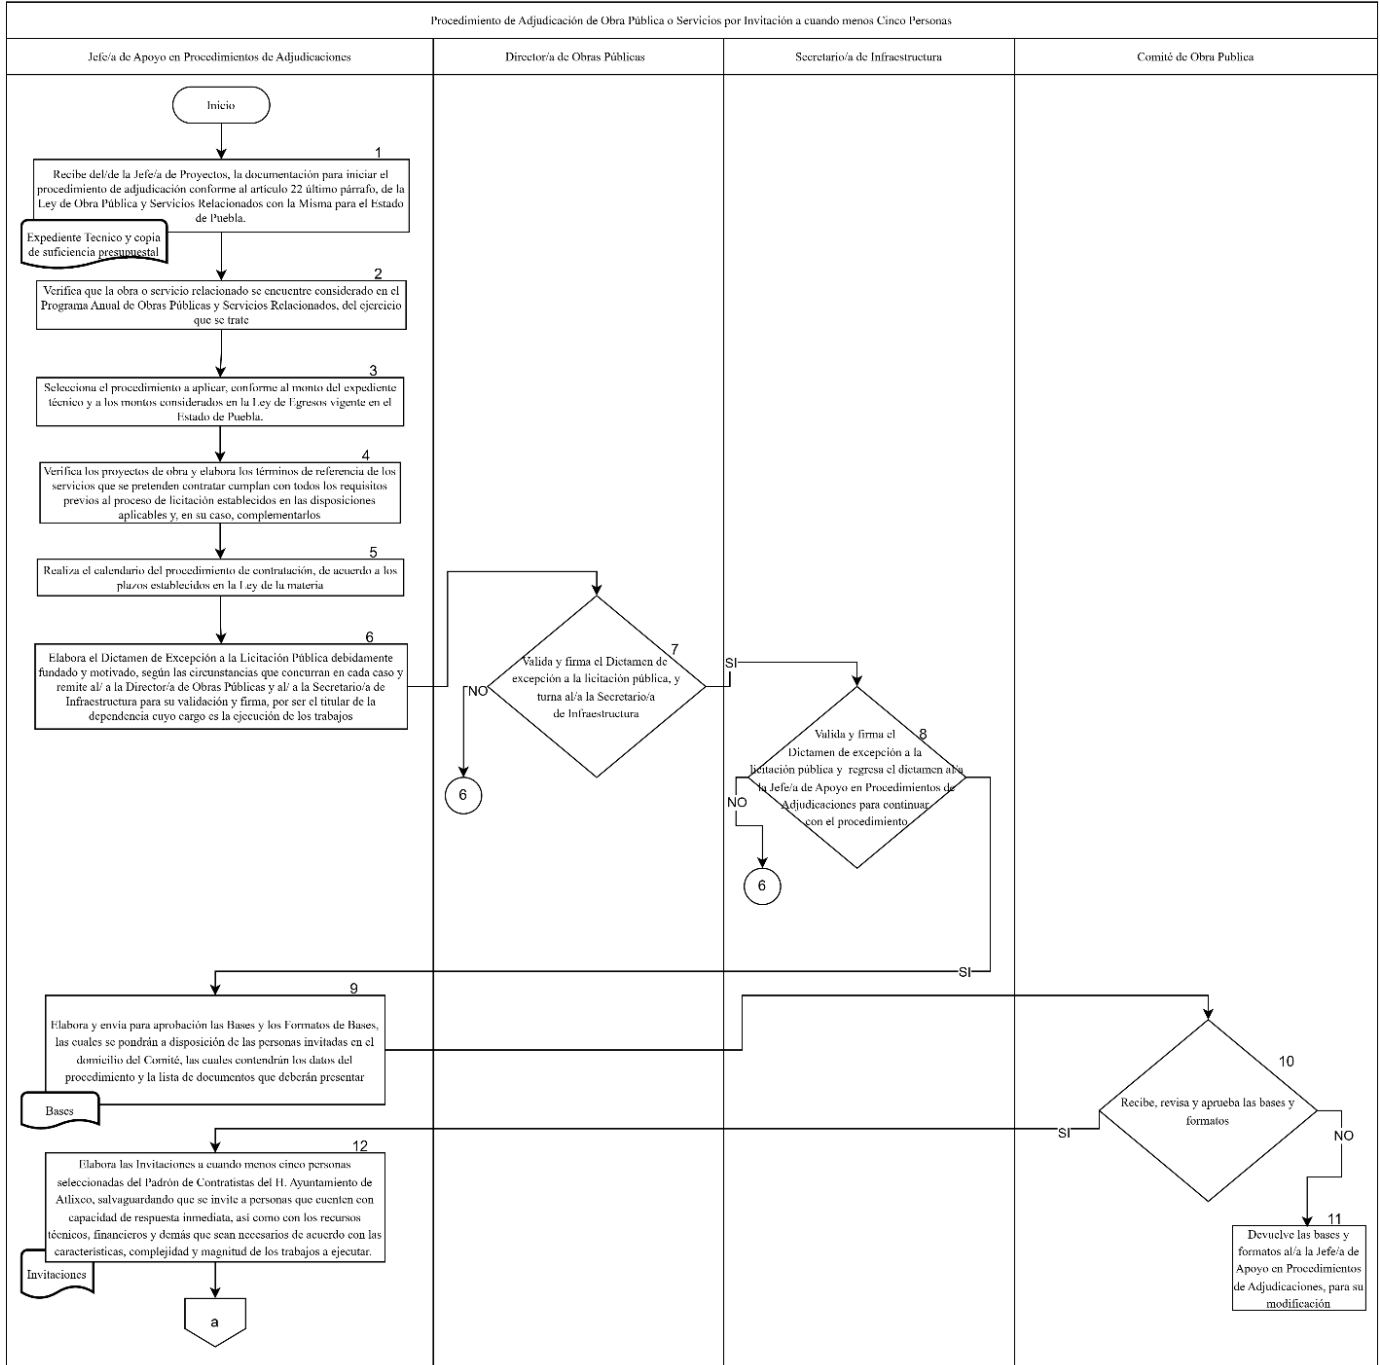 Procedimiento de Adjudicación de Obra Pública o Servicios por Invitación a cuando menos Cinco Personas
Jefe/a de Apoyo en Procedimientos de Adjudicaciones
Director/a de Obras Públicas
Secretario/a de Infraestructura
Comité de Obra Publica
Inicio
1
Recibe del/de la Jefe/a de Proyectos, la documentación para iniciar el
procedimiento de adjudicación conforme al artículo 22 último párrafo, de la
Ley de Obra Pública y Servicios Relacionados con la Misma para el Estado
de Puebla.
Expediente Tecnico y copia
de suficiencia presupuestal
2
Verifica que la obra o servicio relacionado se encuentre considerado en el
Programa Anual de Obras Públicas y Servicios Relacionados, del ejercicio
que se trate
3
Selecciona el procedimiento a aplicar, conforme al monto del expediente
técnico y a los montos considerados en la Ley de Egresos vigente en el
Estado de Puebla.
4
Verifica los proyectos de obra y elabora los términos de referencia de los
servicios que se pretenden contratar cumplan con todos los requisitos
previos al proceso de licitación establecidos en las disposiciones
aplicables y, en su caso, complementarlos
5
Realiza el calendario del procedimiento de contratación, de acuerdo a los
plazos establecidos en la Ley de la materia
6
Elabora el Dictamen de Excepción a la Licitación Pública debidamente
fundado y motivado, según las circunstancias que concurran en cada caso y
remite al/ a la Director/a de Obras Públicas y al/ a la Secretario/a de
Infraestructura para su validación y firma, por ser el titular de la
dependencia cuyo cargo es la ejecución de los trabajos
7
Valida y firma el Dictamen de
excepción a la licitación pública, y
turna al/a la Secretario/a
de Infraestructura
NO
6
SI
8
Valida y firma el
Dictamen de excepción a la
licitación pública y regresa el dictamen al/a
la Jefe/a de Apoyo en Procedimientos de
Adjudicaciones para continuar
con el procedimiento
NO
6
SI
9
Elabora y envía para aprobación las Bases y los Formatos de Bases,
las cuales se pondrán a disposición de las personas invitadas en el
domicilio del Comité, las cuales contendrán los datos del
procedimiento y la lista de documentos que deberán presentar
Bases
10
Recibe, revisa y aprueba las bases y
formatos
SI
NO
11
Devuelve las bases y
formatos al/a la Jefe/a de
Apoyo en Procedimientos
de Adjudicaciones, para su
modificación
12
Elabora las Invitaciones a cuando menos cinco personas
seleccionadas del Padrón de Contratistas del H. Ayuntamiento de
Atlixco, salvaguardando que se invite a personas que cuenten con
capacidad de respuesta inmediata, así como con los recursos
técnicos, financieros y demás que sean necesarios de acuerdo con las
características, complejidad y magnitud de los trabajos a ejecutar.
Invitaciones
a